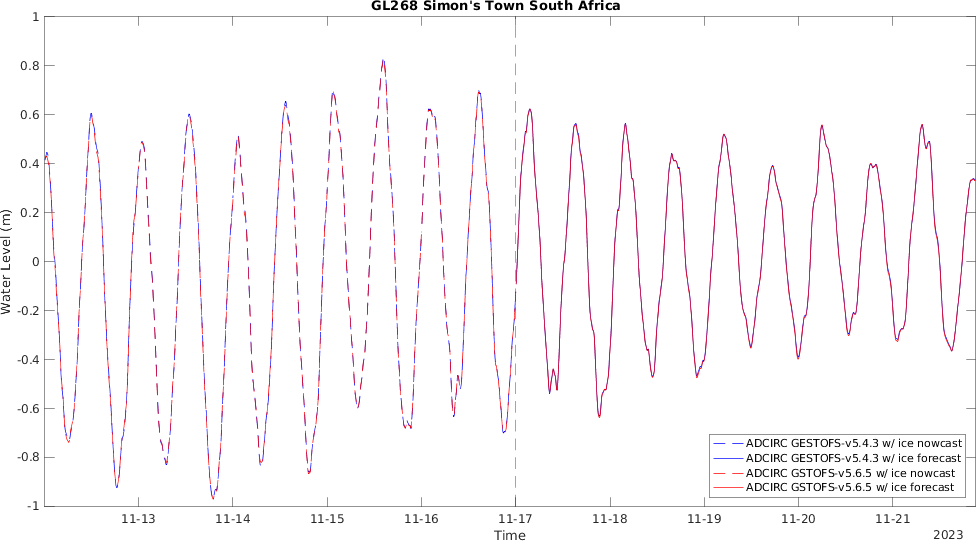 GL268 Simon's Town South Africa
1
0.8
0.6
0.4
0.2
0
-0.2
-0.4
-0.6
-0.8
-1
Water Level (m)
ADCIRC GESTOFS-v5.4.3 w/ ice nowcast
ADCIRC GESTOFS-v5.4.3 w/ ice forecast
ADCIRC GSTOFS-v5.6.5 w/ ice nowcast
ADCIRC GSTOFS-v5.6.5 w/ ice forecast
11-13 11-14 11-15 11-16 11-17 11-18 11-19 11-20 11-21
Time
2023